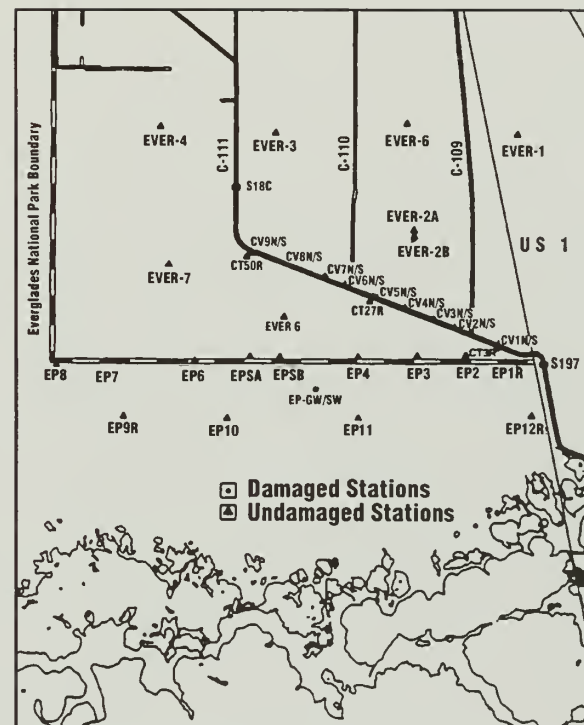 Everglades National Park Boundary
EVER-4
C-111
EVER-3
C-110
EVER-6
C-109
EVER-1
S18C
EVER-2A
EVER-2B
US 1
CV9N/S
CT50R
CV8N/S
EVER-7
CV7N/S
CV6N/S
CV5N/S
CT27R
CV4N/S
CV3N/S
CV2N/S
EVER 6
CV1N/S
CT3R
S197
EP8
EP7
EP6
EPSA
EPSB
EP4
EP3
EP2
EP1R
EP-GW/SW
EP9R
EP10
EP11
EP12R
Damaged Stations
Undamaged Stations